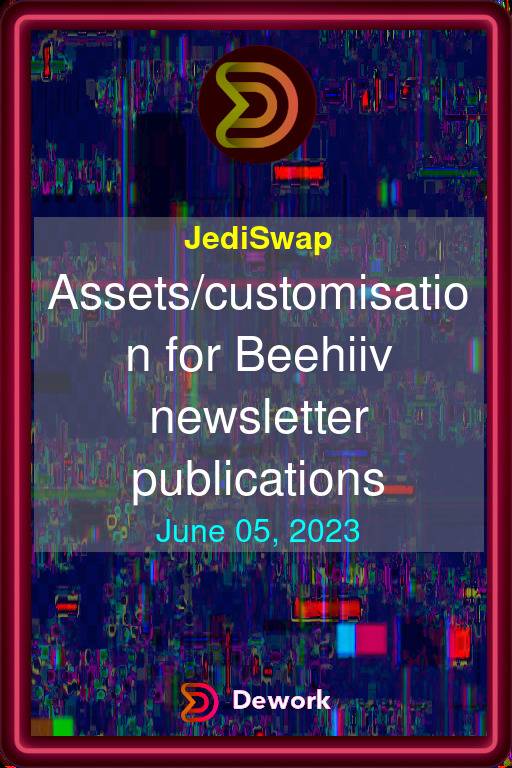 JediSwap
Assets/customisatio
n for Beehiiv
newsletter
publications
June 05, 2023
Dework